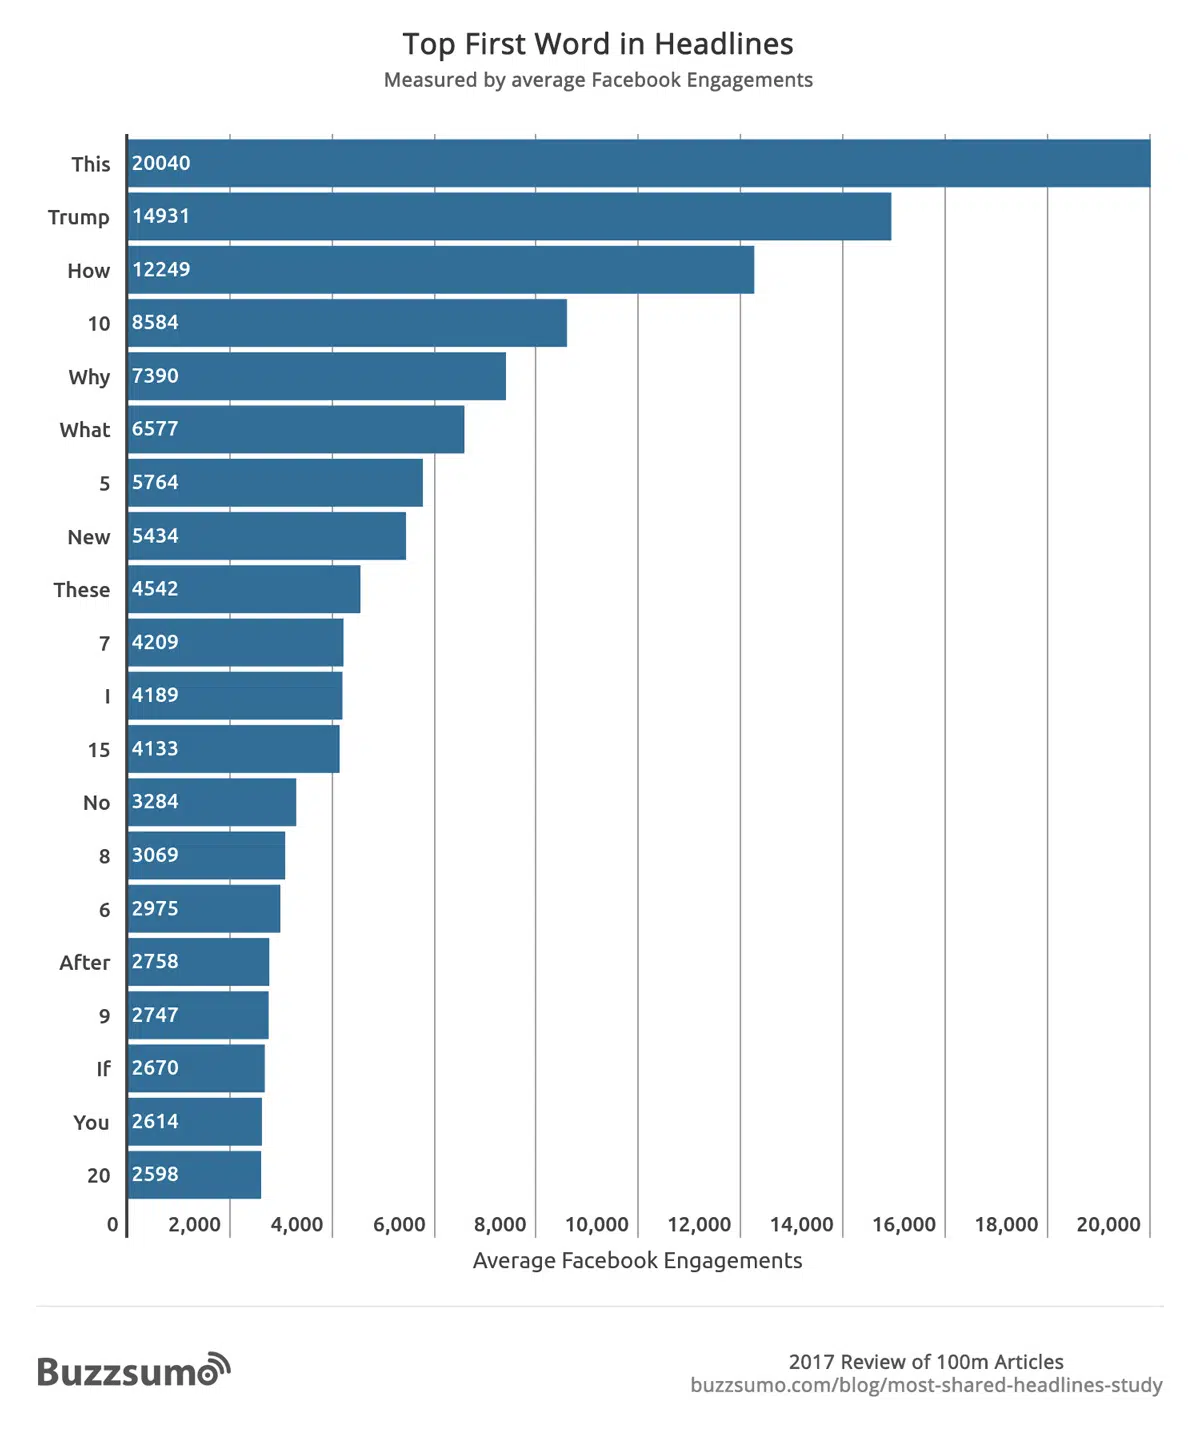 Top First Word in Headlines
Measured by average Facebook Engagements
This 20040
Trump 14931
How 12249
10 8584
Why 7390
What 6577
5 5764
New 5434
These 4542
7 4209
I 4189
15 4133
No 3284
8 3069
6 2975
After 2758
9 2747
If 2670
You 2614
20 2598
0 2,000 4,000 6,000 8,000 10,000 12,000 14,000 16,000 18,000 20,000
Average Facebook Engagements
Buzzsumo
2017 Review of 100m Articles
buzzsumo.com/blog/most-shared-headlines-study